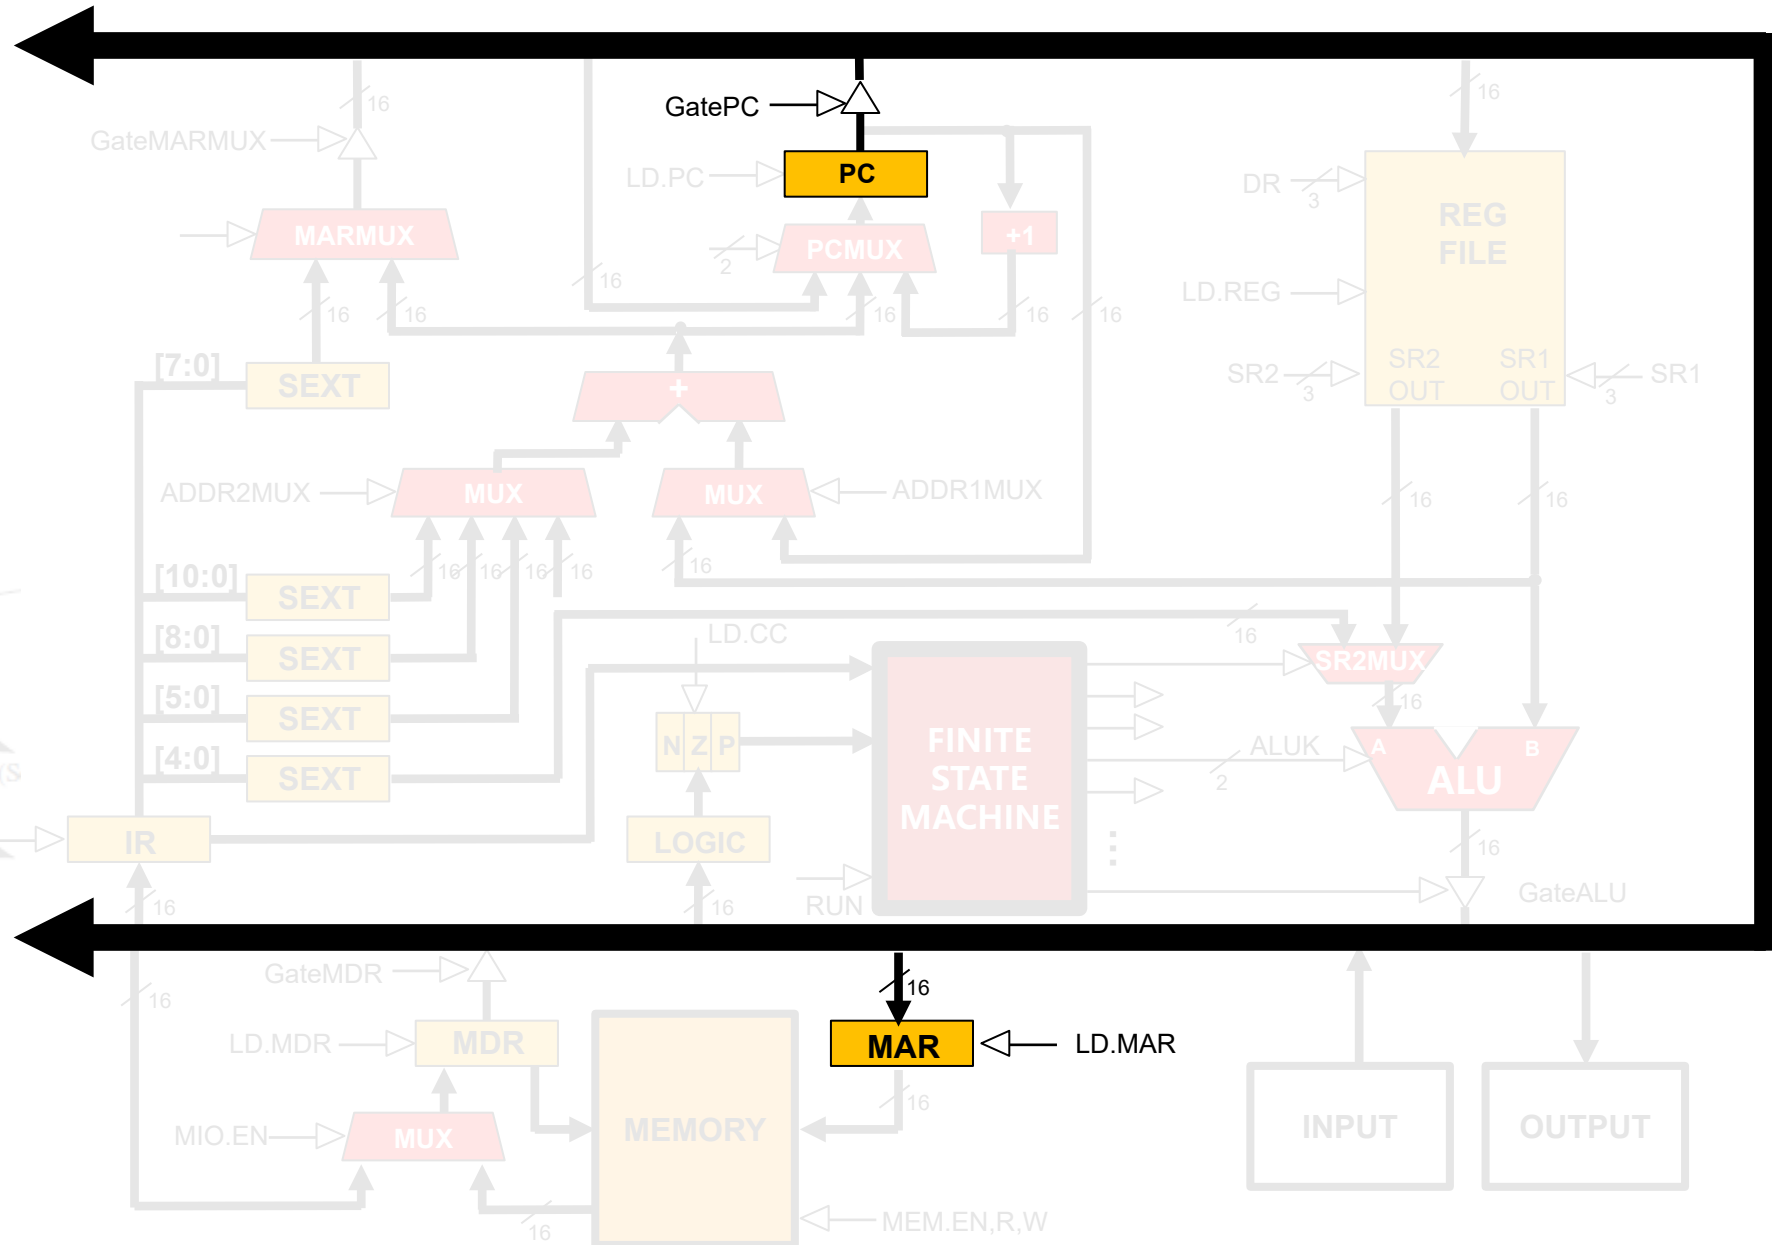 16
16
GatePC
GateMARMUX
LD.PC
PC
DR
3
REG
FILE
MARMUX
2
PCMUX
+1
16
LD.REG
16
16
16
16
16
[7:0]
SEXT
+
SR2
3
SR2
OUT
SR1
OUT
3
SR1
ADDR2MUX
MUX
MUX
ADDR1MUX
16
16
16
16
16
16
16
[10:0]
SEXT
[8:0]
SEXT
LD.CC
16
SR2MUX
16
[5:0]
SEXT
N Z P
FINITE
STATE
MACHINE
ALUK
2
A
B
ALU
[4:0]
SEXT
IR
LOGIC
16
16
16
RUN
GateALU
GateMDR
16
16
LD.MDR
MDR
MAR
LD.MAR
16
MIO.EN
MUX
MEMORY
INPUT
OUTPUT
16
MEM.EN,R,W